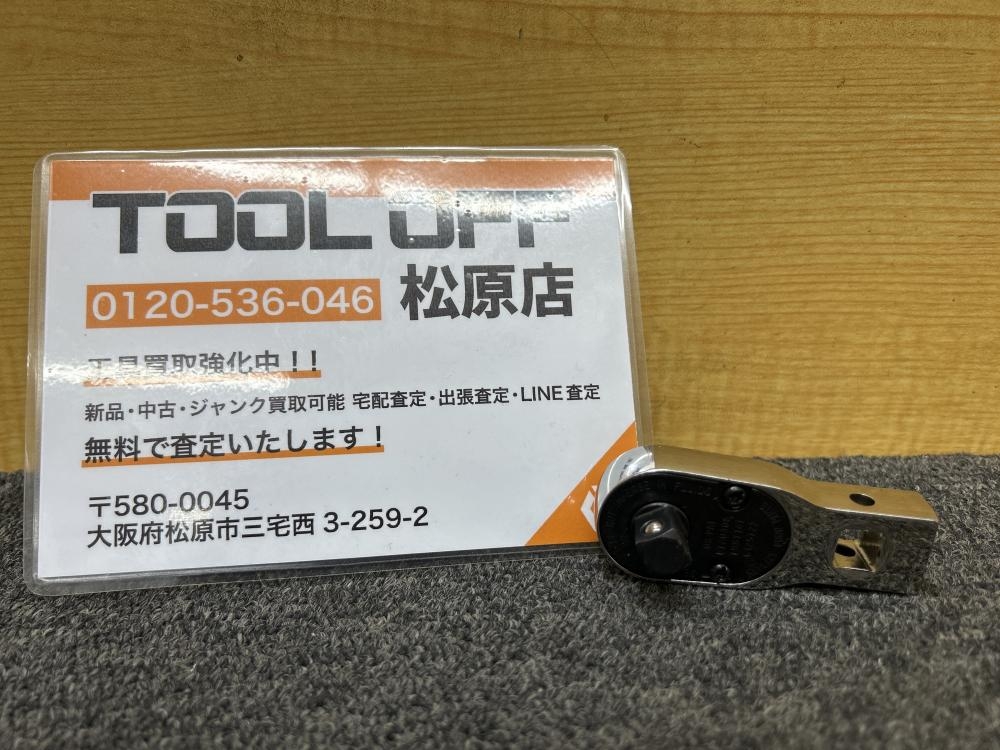 TOOL OFF
0120-536-046 松原店
工具買取強化中！！
新品・中古・ジャンク買取可能 宅配査定・出張査定・LINE査定
無料で査定いたします！
〒580-0045
大阪府松原市三宅西 3-259-2